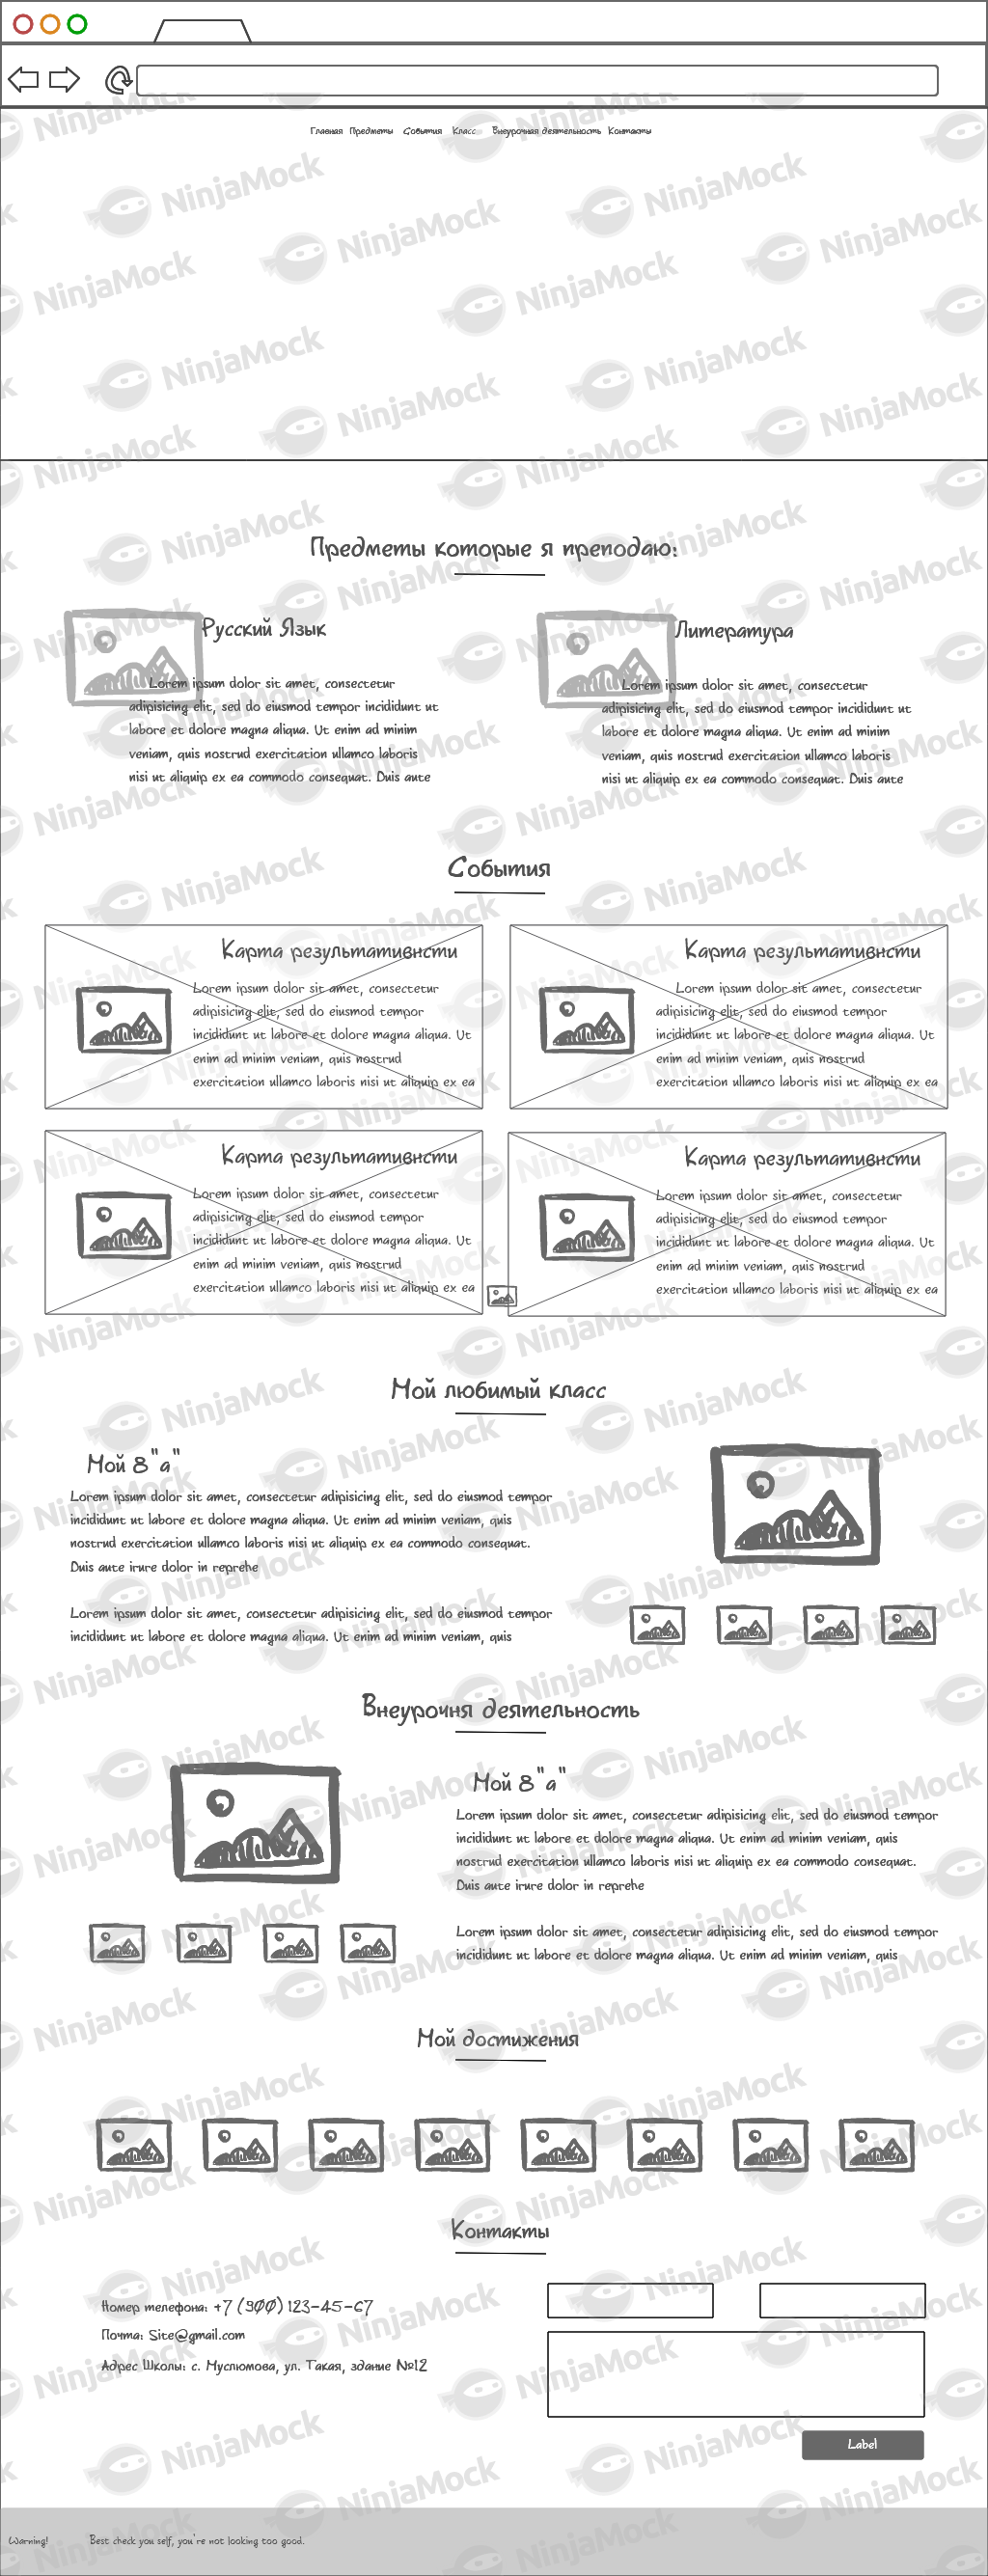 Главная Предметы События Класс Внеурочная деятельность Контакты
Предметы которые я преподаю:
Русский Язык
Lorem ipsum dolor sit amet, consectetur
adipisicing elit, sed do eiusmod tempor incididunt ut
labore et dolore magna aliqua. Ut enim ad minim
veniam, quis nostrud exercitation ullamco laboris
nisi ut aliquip ex ea commodo consequat. Duis aute
Литература
Lorem ipsum dolor sit amet, consectetur
adipisicing elit, sed do eiusmod tempor incididunt ut
labore et dolore magna aliqua. Ut enim ad minim
veniam, quis nostrud exercitation ullamco laboris
nisi ut aliquip ex ea commodo consequat. Duis aute
События
Карта результативнсти
Lorem ipsum dolor sit amet, consectetur
adipisicing elit, sed do eiusmod tempor
incididunt ut labore et dolore magna aliqua. Ut
enim ad minim veniam, quis nostrud
exercitation ullamco laboris nisi ut aliquip ex ea
Карта результативнсти
Lorem ipsum dolor sit amet, consectetur
adipisicing elit, sed do eiusmod tempor
incididunt ut labore et dolore magna aliqua. Ut
enim ad minim veniam, quis nostrud
exercitation ullamco laboris nisi ut aliquip ex ea
Карта результативнсти
Lorem ipsum dolor sit amet, consectetur
adipisicing elit, sed do eiusmod tempor
incididunt ut labore et dolore magna aliqua. Ut
enim ad minim veniam, quis nostrud
exercitation ullamco laboris nisi ut aliquip ex ea
Карта результативнсти
Lorem ipsum dolor sit amet, consectetur
adipisicing elit, sed do eiusmod tempor
incididunt ut labore et dolore magna aliqua. Ut
enim ad minim veniam, quis nostrud
exercitation ullamco laboris nisi ut aliquip ex ea
Мой любимый класс
Мой 8"а"
Lorem ipsum dolor sit amet, consectetur adipisicing elit, sed do eiusmod tempor
incididunt ut labore et dolore magna aliqua. Ut enim ad minim veniam, quis
nostrud exercitation ullamco laboris nisi ut aliquip ex ea commodo consequat.
Duis aute irure dolor in reprehe
Lorem ipsum dolor sit amet, consectetur adipisicing elit, sed do eiusmod tempor
incididunt ut labore et dolore magna aliqua. Ut enim ad minim veniam, quis
Внеурочня деятельность
Мой 8"а"
Lorem ipsum dolor sit amet, consectetur adipisicing elit, sed do eiusmod tempor
incididunt ut labore et dolore magna aliqua. Ut enim ad minim veniam, quis
nostrud exercitation ullamco laboris nisi ut aliquip ex ea commodo consequat.
Duis aute irure dolor in reprehe
Lorem ipsum dolor sit amet, consectetur adipisicing elit, sed do eiusmod tempor
incididunt ut labore et dolore magna aliqua. Ut enim ad minim veniam, quis
Мой достижения
Контакты
Номер телефона: +7 (900) 123-45-67
Почта: Site@gmail.com
Адрес Школы: с. Муслюмова, ул. Такая, здание №12
Label
Warning! Best check you self, you're not looking too good.
NinjaMock